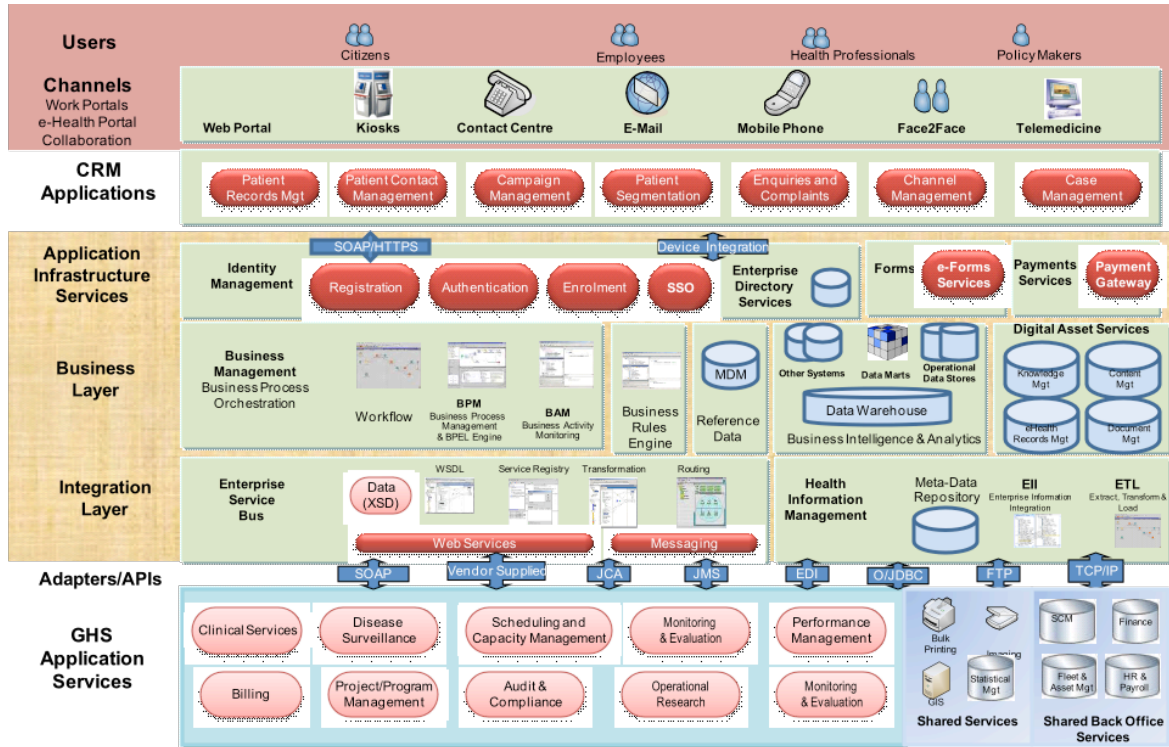 Users
Citizens
Employees
Health Professionals
Policy Makers
Channels
Work Portals
e-Health Portal
Collaboration
Web Portal
Kiosks
Contact Centre
E-Mail
Mobile Phone
Face2Face
Telemedicine
CRM
Applications
Patient
Records Mgt
Patient Contact
Management
Campaign
Management
Patient
Segmentation
Enquiries and
Complaints
Channel
Management
Case
Management
SOAP/HTTPS
Device Integration
Application
Infrastructure
Services
Identity
Management
Registration
Authentication
Enrolment
SSO
Enterprise
Directory
Services
Forms
e-Forms
Services
Payments
Services
Payment
Gateway
Business
Layer
Business
Management
Business Process
Orchestration
Workflow
BPM
Business Process
Management
& BPEL Engine
BAM
Business Activity
Monitoring
Business
Rules
Engine
MDM
Reference
Data
Other Systems
Data Marts
Operational
Data Stores
Data Warehouse
Business Intelligence & Analytics
Digital Asset Services
Knowledge
Mgt
Content
Mgt
eHealth
Records Mgt
Document
Mgt
Integration
Layer
Enterprise
Service
Bus
Data
(XSD)
WSDL
Service Registry
Transformation
Routing
Web Services
Messaging
Health
Information
Management
Meta-Data
Repository
EII
Enterprise Information
Integration
ETL
Extract, Transform &
Load
Adapters/APIs
SOAP
Vendor Supplied
JCA
JMS
EDI
O/JDBC
FTP
TCP/IP
GHS
Application
Services
Clinical Services
Disease
Surveillance
Scheduling and
Capacity Management
Monitoring
& Evaluation
Performance
Management
Billing
Project/Program
Management
Audit &
Compliance
Operational
Research
Monitoring
& Evaluation
Bulk
Printing
GIS
Statistical
Mgt
Shared Services
SCM
Finance
Fleet &
Asset Mgt
HR &
Payroll
Shared Back Office
Services